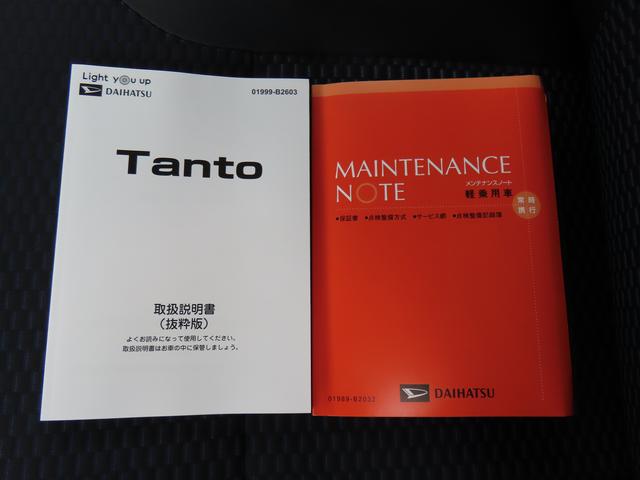 Light you up
DAIHATSU
01999-B2603
Tanto
取扱説明書
（抜粋版）
よくお読みになって使用してください。
取扱説明書はお車の中に保管しましょう。
MAINTENANCE
NOTE
メンテナンスノート
軽乗用車
常時
携行
●保証書 ●点検整備方式 ●サービス網 ●点検整備記録簿
01989-B2032
DAIHATSU